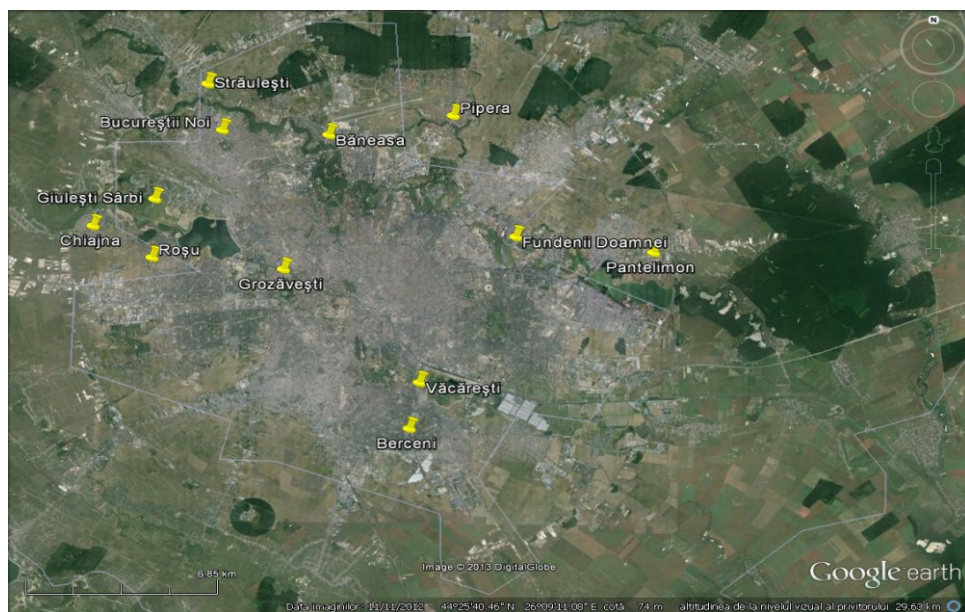 N
Străuleşti
Pipera
Bucureştii Noi
Băneasa
Giuleşti Sârbi
Chiajna
Fundenii Doamnei
Roşu
Pantelimon
Grozăveşti
Văcăreşti
Berceni
Image © 2013 DigitalGlobe
Google earth
6.85 km
Data imaginilor: 11/11/2012 44°25'40.46" N 26°09'11.08" E cotă 74 m altitudinea de la nivelul vizual al privitorului 29.63 km